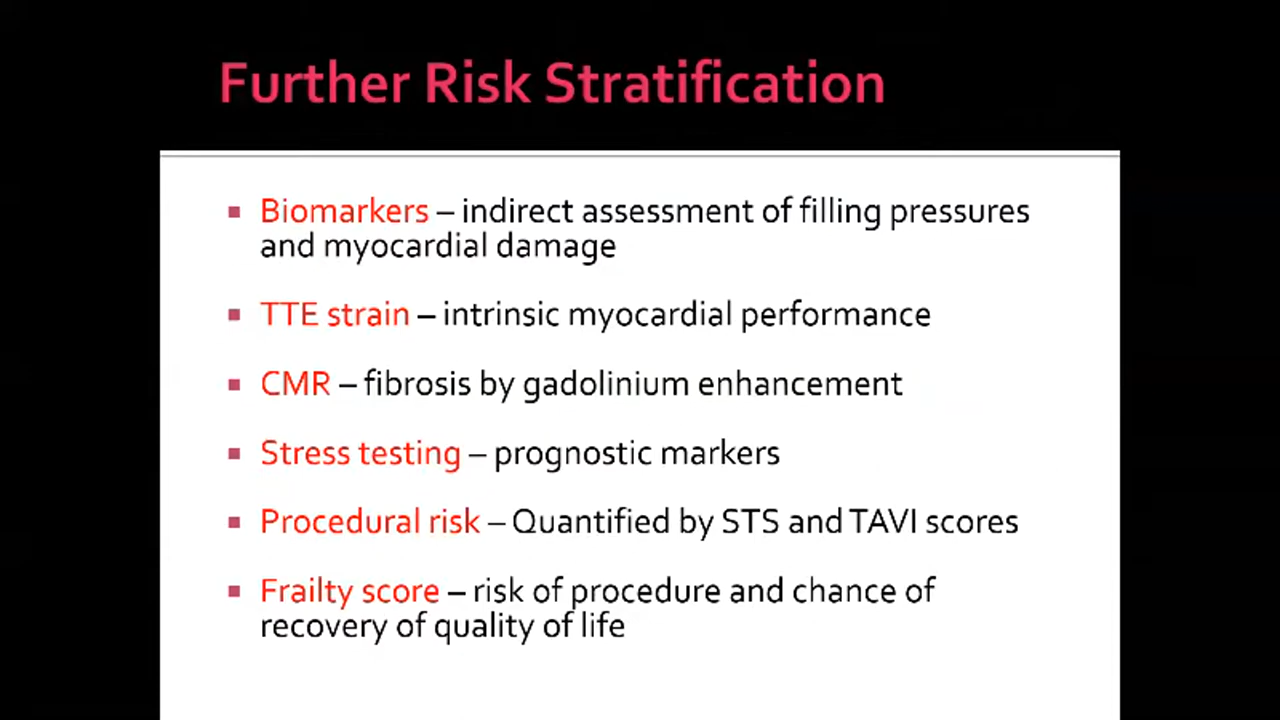 Further Risk Stratification
▪ Biomarkers – indirect assessment of filling pressures
and myocardial damage
▪ TTE strain – intrinsic myocardial performance
▪ CMR – fibrosis by gadolinium enhancement
▪ Stress testing – prognostic markers
▪ Procedural risk – Quantified by STS and TAVI scores
▪ Frailty score – risk of procedure and chance of
recovery of quality of life